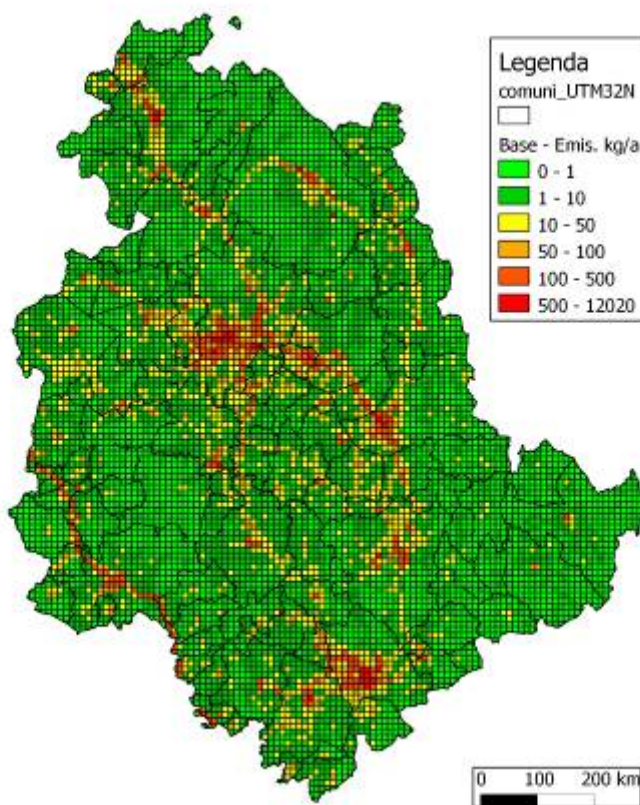 Legenda
comuni_UTM32N
Base - Emis. kg/a
0 - 1
1 - 10
10 - 50
50 - 100
100 - 500
500 - 12020
0 100 200 km